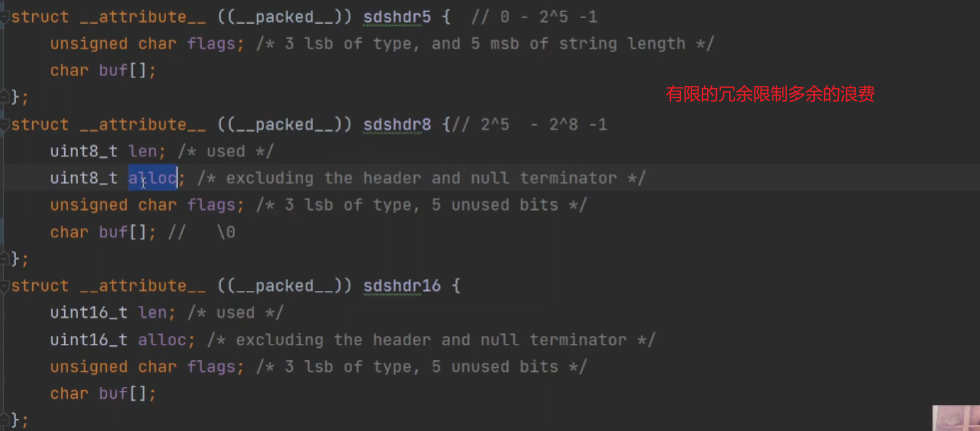 struct __attribute__ ((__packed__)) sdshdr5 {  // 0 - 2^5 -1
    unsigned char flags; /* 3 lsb of type, and 5 msb of string length */
    char buf[];
};
有限的冗余限制多余的浪费
struct __attribute__ ((__packed__)) sdshdr8 {// 2^5  - 2^8 -1
    uint8_t len; /* used */
    uint8_t alloc; /* excluding the header and null terminator */
    unsigned char flags; /* 3 lsb of type, 5 unused bits */
    char buf[]; //   \0
};
struct __attribute__ ((__packed__)) sdshdr16 {
    uint16_t len; /* used */
    uint16_t alloc; /* excluding the header and null terminator */
    unsigned char flags; /* 3 lsb of type, 5 unused bits */
    char buf[];
};